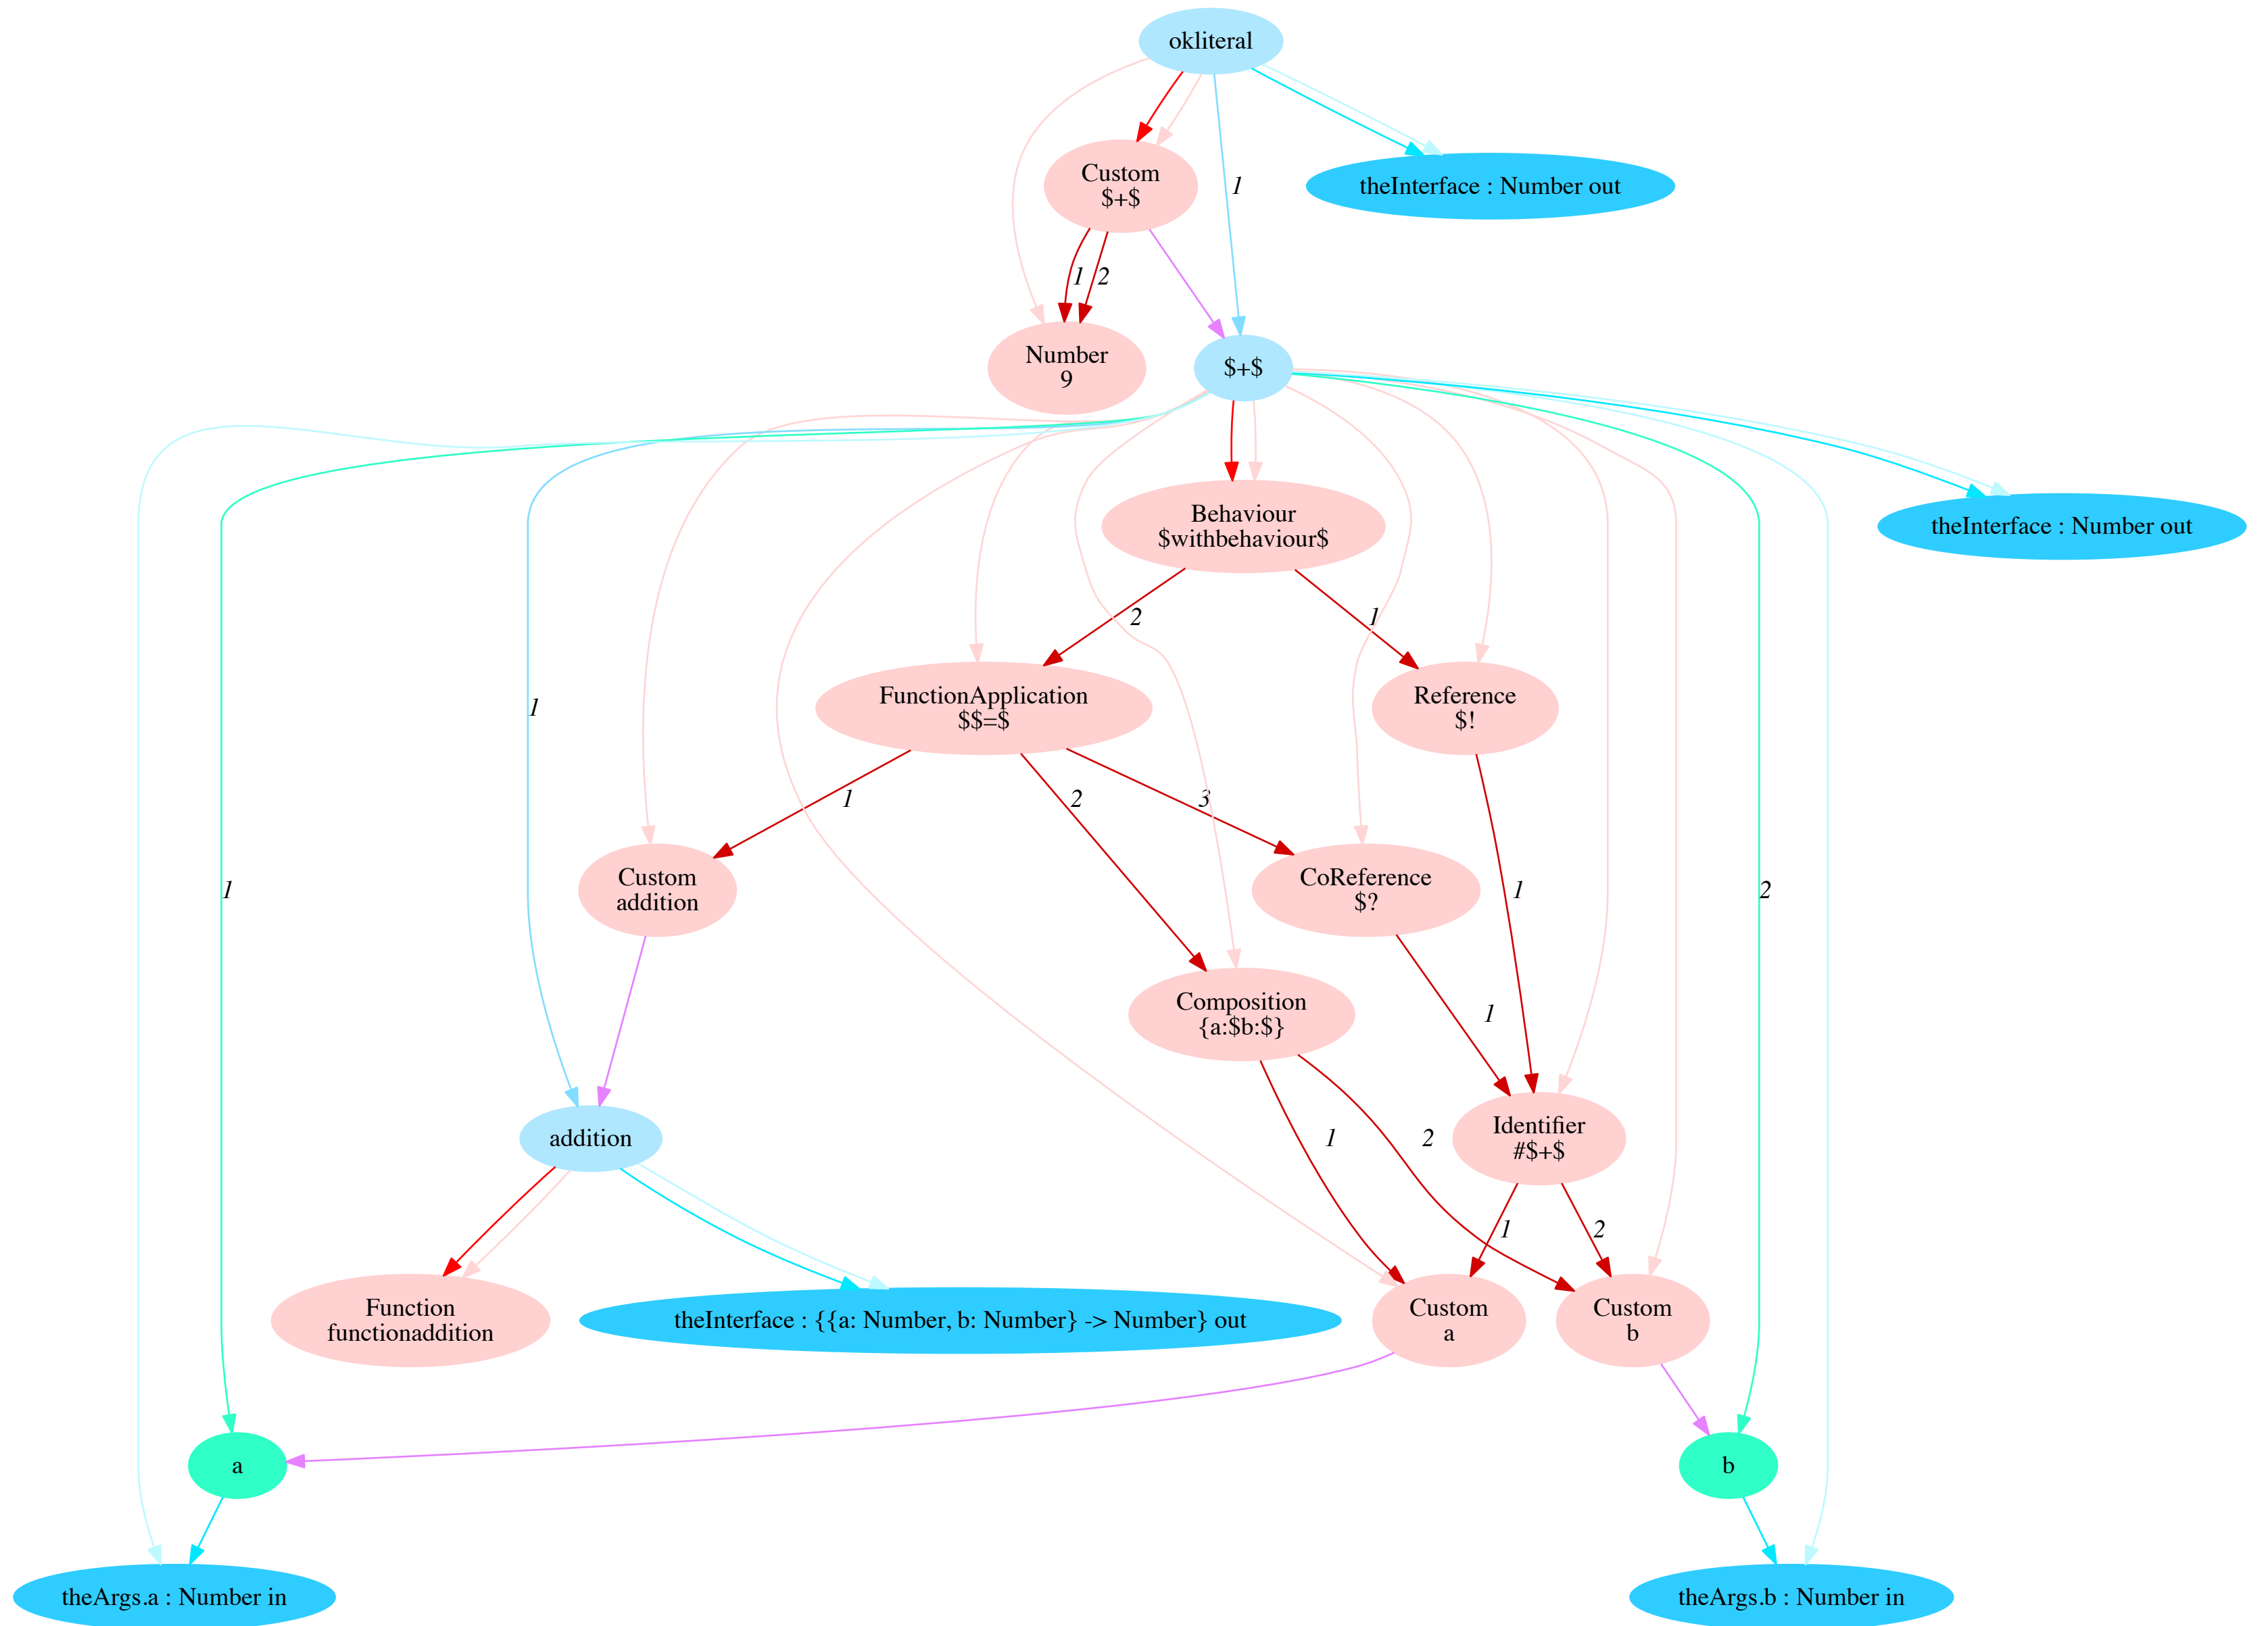 okliteral
Custom
$+$
theInterface : Number out
1
1
2
Number
9
$+$
Behaviour
$withbehaviour$
theInterface : Number out
2
1
1
FunctionApplication
$$=$
Reference
$!
1
2
3
1
Custom
addition
CoReference
$?
1
2
Composition
{a:$b:$}
1
addition
1
2
Identifier
#$+$
1
2
Function
functionaddition
theInterface : {{a: Number, b: Number} -> Number} out
Custom
a
Custom
b
a
b
theArgs.a : Number in
theArgs.b : Number in